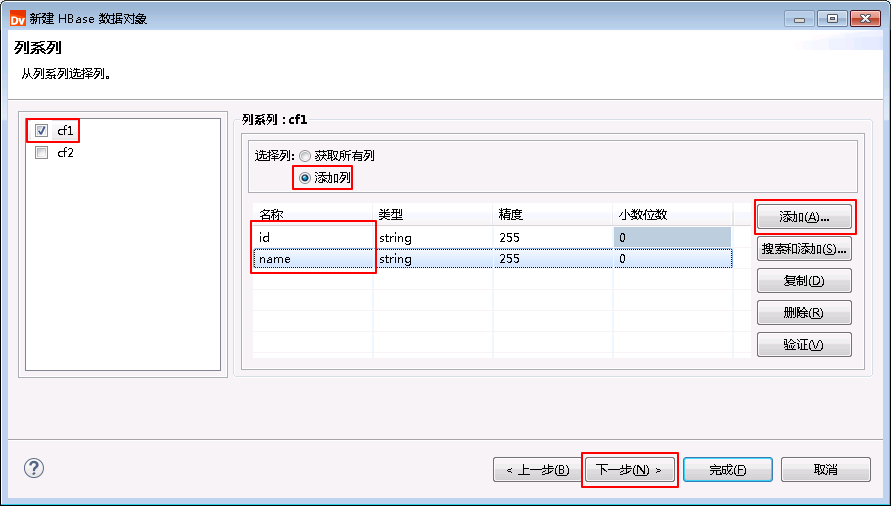 Dv 新建 HBase 数据对象
列系列
从列系列选择列。
cf1
cf2
列系列 : cf1
选择列: 获取所有列
添加列
名称 类型 精度 小数位数
id string 255 0
name string 255 0
添加(A)...
搜索和添加(S)...
复制(D)
删除(R)
验证(V)
? < 上一步(B) 下一步(N) > 完成(F) 取消